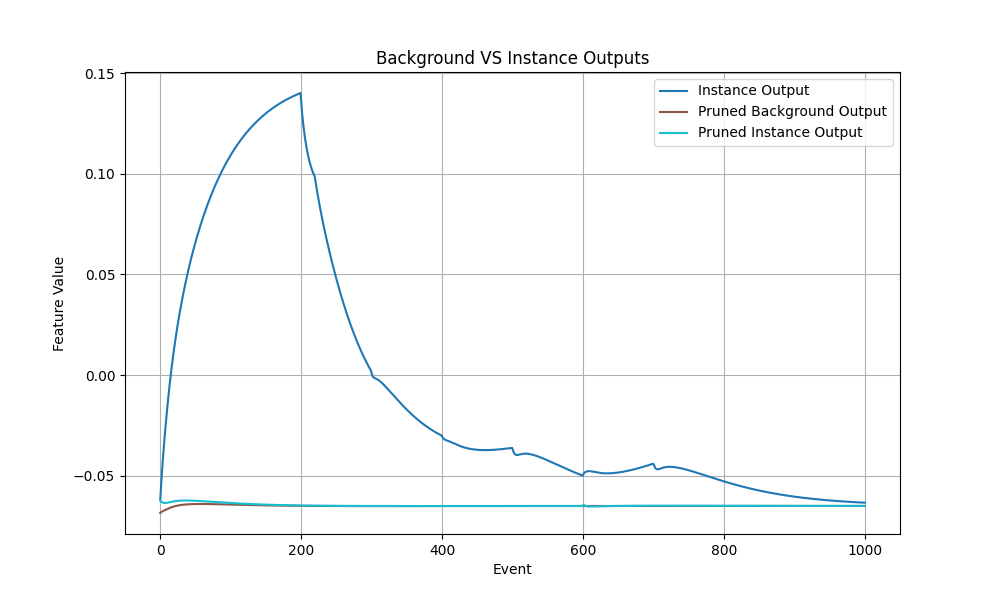 Background VS Instance Outputs
Instance Output
Pruned Background Output
Pruned Instance Output
Feature Value
0.15
0.10
0.05
0.00
−0.05
0
200
400
600
800
1000
Event